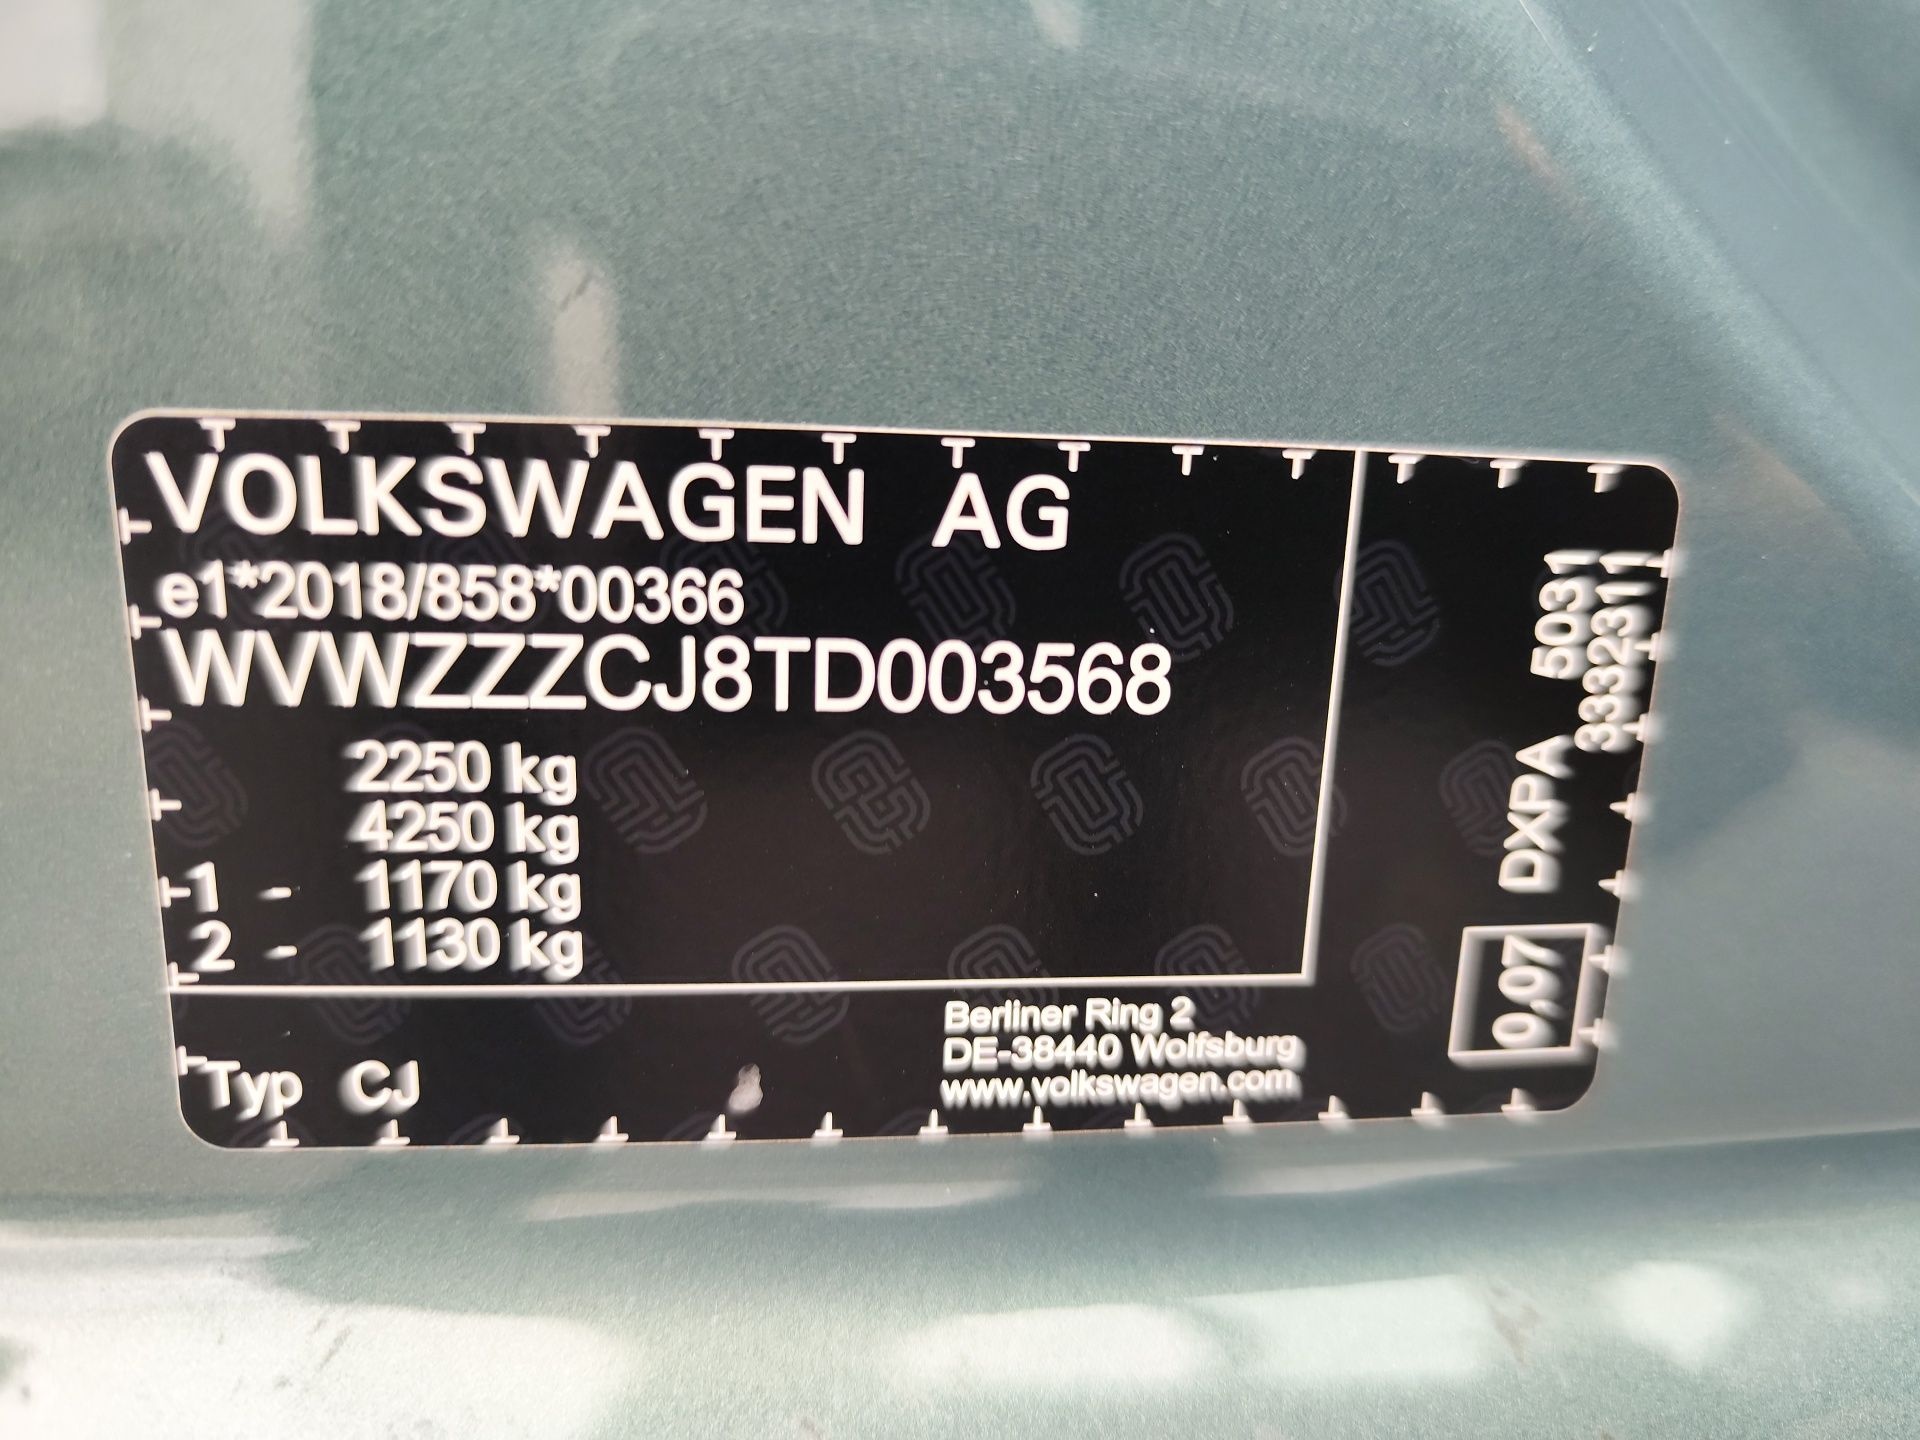 VOLKSWAGEN AG
e1*2018/858*00366
WVWZZZCJ8TD003568
2250 kg
4250 kg
1 - 1170 kg
2 - 1130 kg
Typ CJ
Berliner Ring 2
DE-38440 Wolfsburg
www.volkswagen.com
0,07 DXPA 5031
3332311